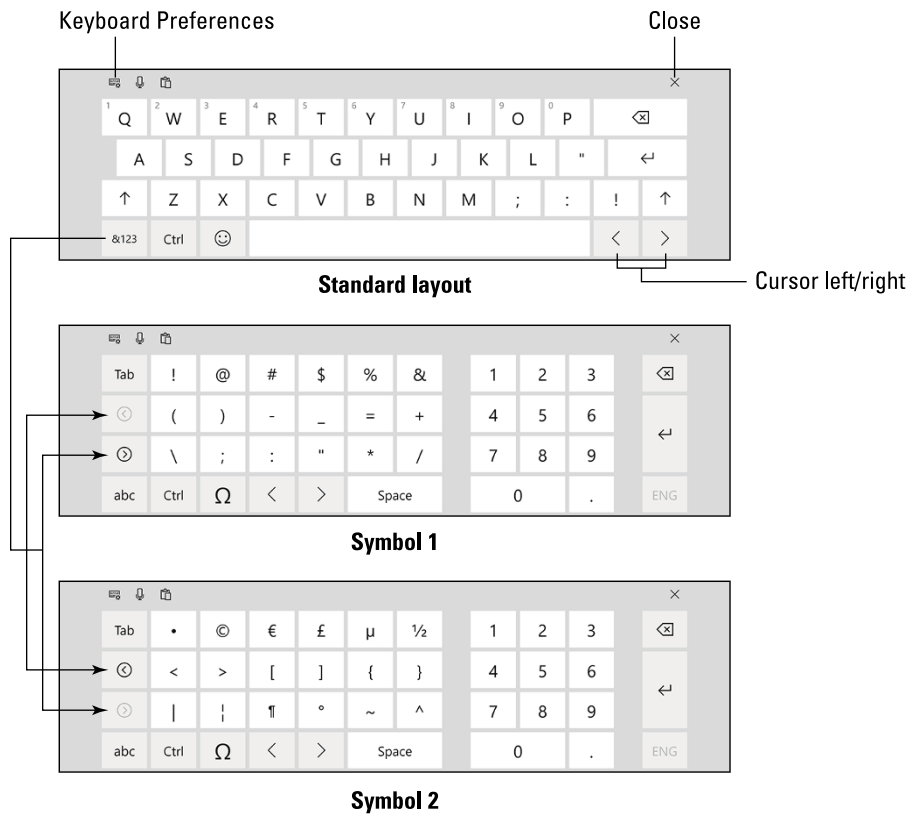 Keyboard Preferences Close
1 Q 2 W 3 E 4 R 5 T 6 Y 7 U 8 I 9 O 0 P
A S D F G H J K L "
Z X C V B N M ; : ! 
&123 Ctrl < >
Standard layout
Cursor left/right
Tab ! @ # $ % & 1 2 3
( ) - _ = + 4 5 6
\ ; : " * / 7 8 9
abc Ctrl Ω < > Space 0 . ENG
Symbol 1
Tab • © € £ µ ½ 1 2 3
< > [ ] { } 4 5 6
| ¦ ¶ ° ~ ^ 7 8 9
abc Ctrl Ω < > Space 0 . ENG
Symbol 2